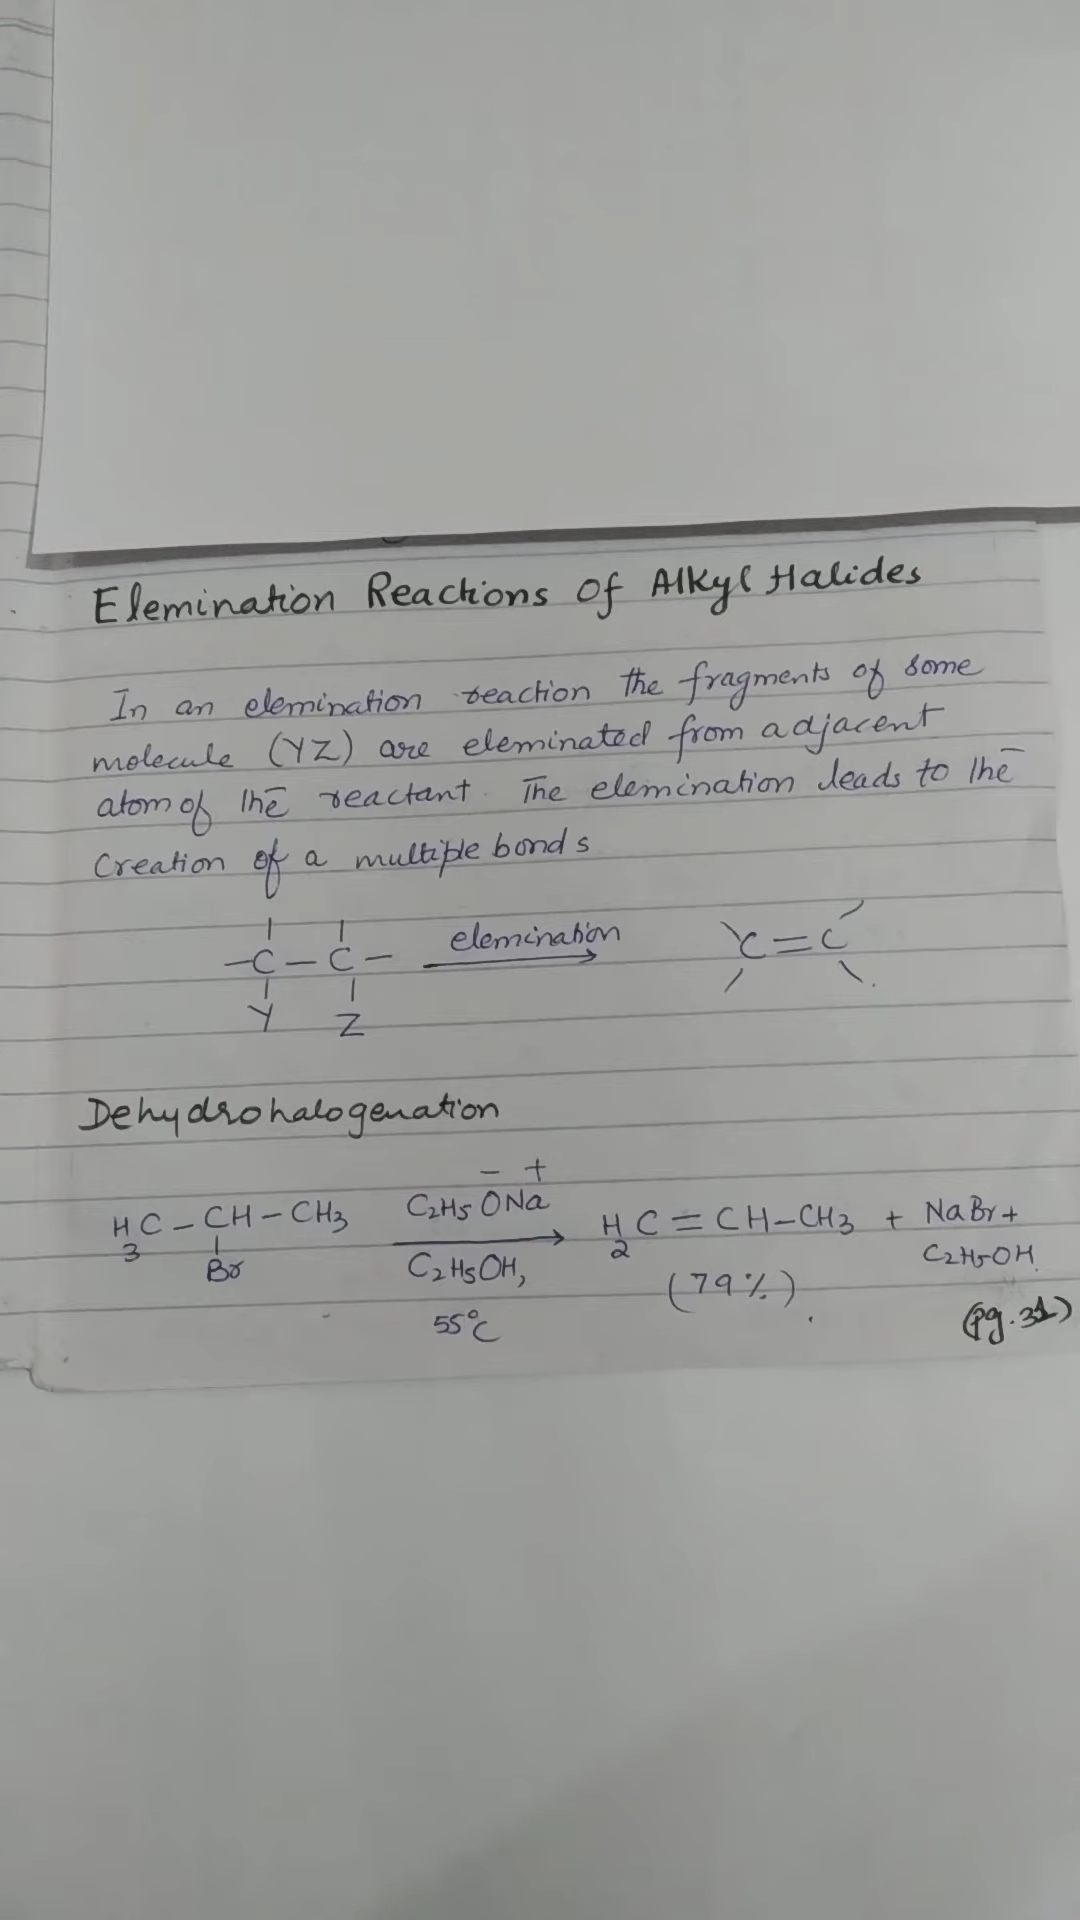 Elemination Reactions Of Alkyl Halides
In an elemination reaction the fragments of some
molecule (YZ) are eleminated from adjacent
atom of the reactant. The elemination leads to the
Creation of a multiple bonds
-C-C- elemination C=C
Y Z
Dehydrohalogenation
- +
H3C-CH-CH3 C2H5ONa H2C=CH-CH3 + NaBr+
Br C2H5OH, (79%) C2H5OH.
55°C
(pg.31)